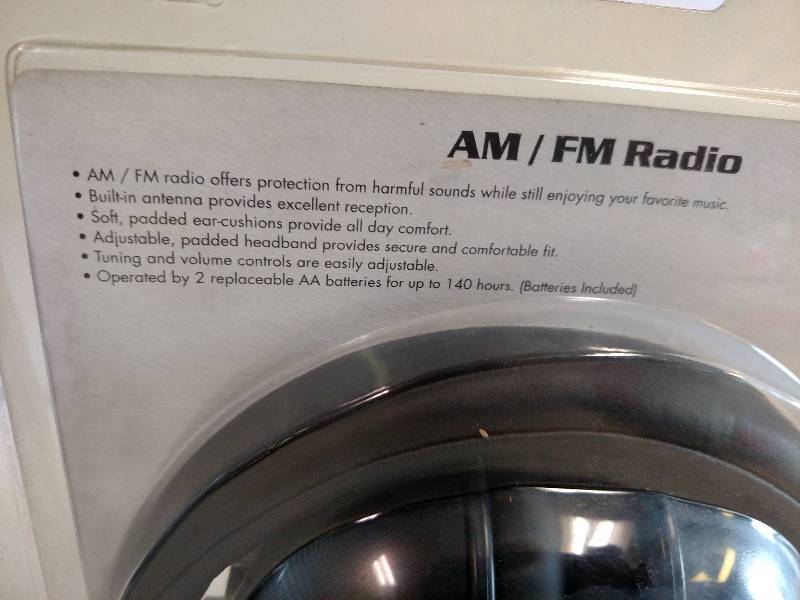 AM / FM Radio
• AM / FM radio offers protection from harmful sounds while still enjoying your favorite music.
• Built-in antenna provides excellent reception.
• Soft, padded ear-cushions provide all day comfort.
• Adjustable, padded headband provides secure and comfortable fit.
• Tuning and volume controls are easily adjustable.
• Operated by 2 replaceable AA batteries for up to 140 hours. (Batteries Included)